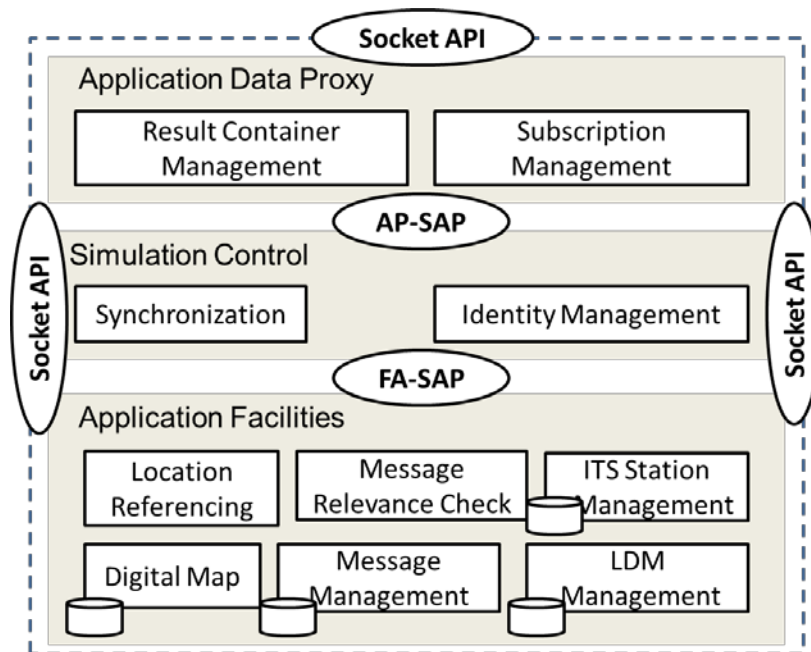 Socket API
Application Data Proxy
Result Container
Management
Subscription
Management
AP-SAP
Simulation Control
Socket API
Synchronization
Identity Management
Socket API
FA-SAP
Application Facilities
Location
Referencing
Message
Relevance Check
ITS Station
Management
Digital Map
Message
Management
LDM
Management